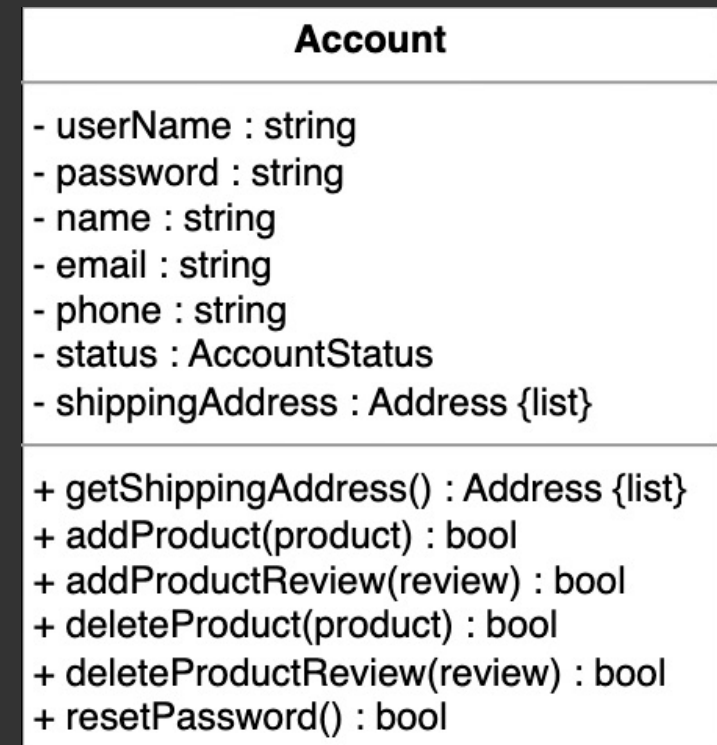 Account
- userName : string
- password : string
- name : string
- email : string
- phone : string
- status : AccountStatus
- shippingAddress : Address {list}
+ getShippingAddress() : Address {list}
+ addProduct(product) : bool
+ addProductReview(review) : bool
+ deleteProduct(product) : bool
+ deleteProductReview(review) : bool
+ resetPassword() : bool